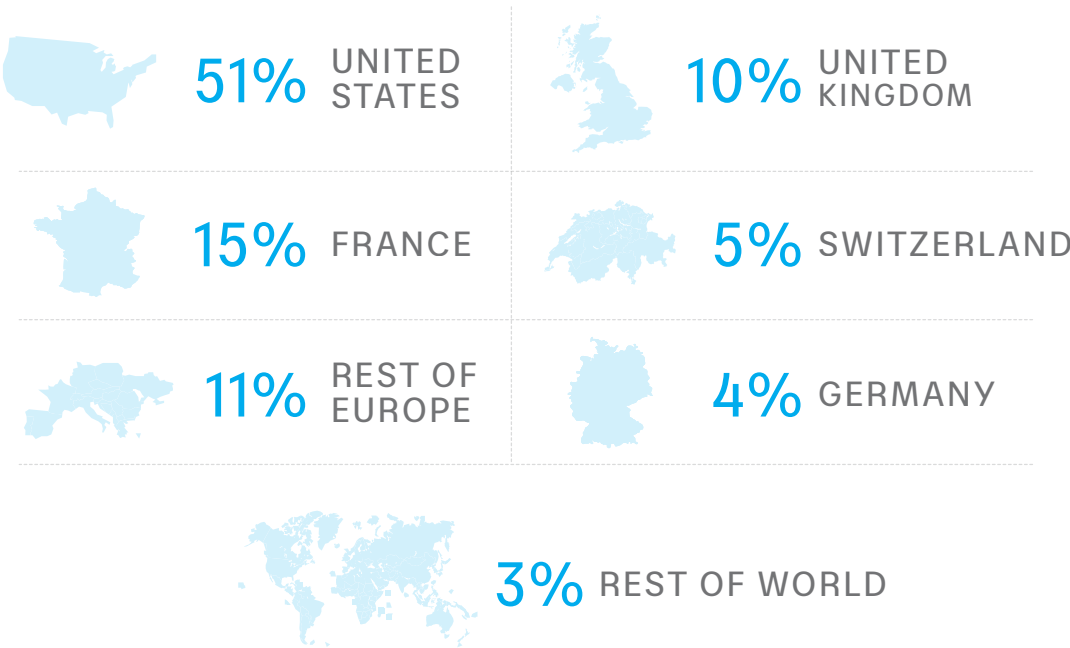 51% UNITED
STATES
10% UNITED
KINGDOM
15% FRANCE
5% SWITZERLAND
11% REST OF
EUROPE
4% GERMANY
3% REST OF WORLD